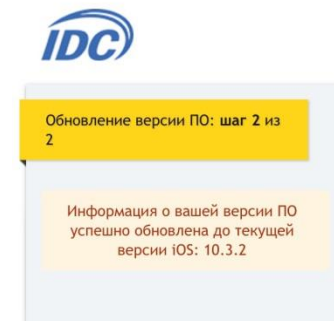 IDC
Обновление версии ПО: шаг 2 из
2
Информация о вашей версии ПО
успешно обновлена до текущей
версии iOS: 10.3.2